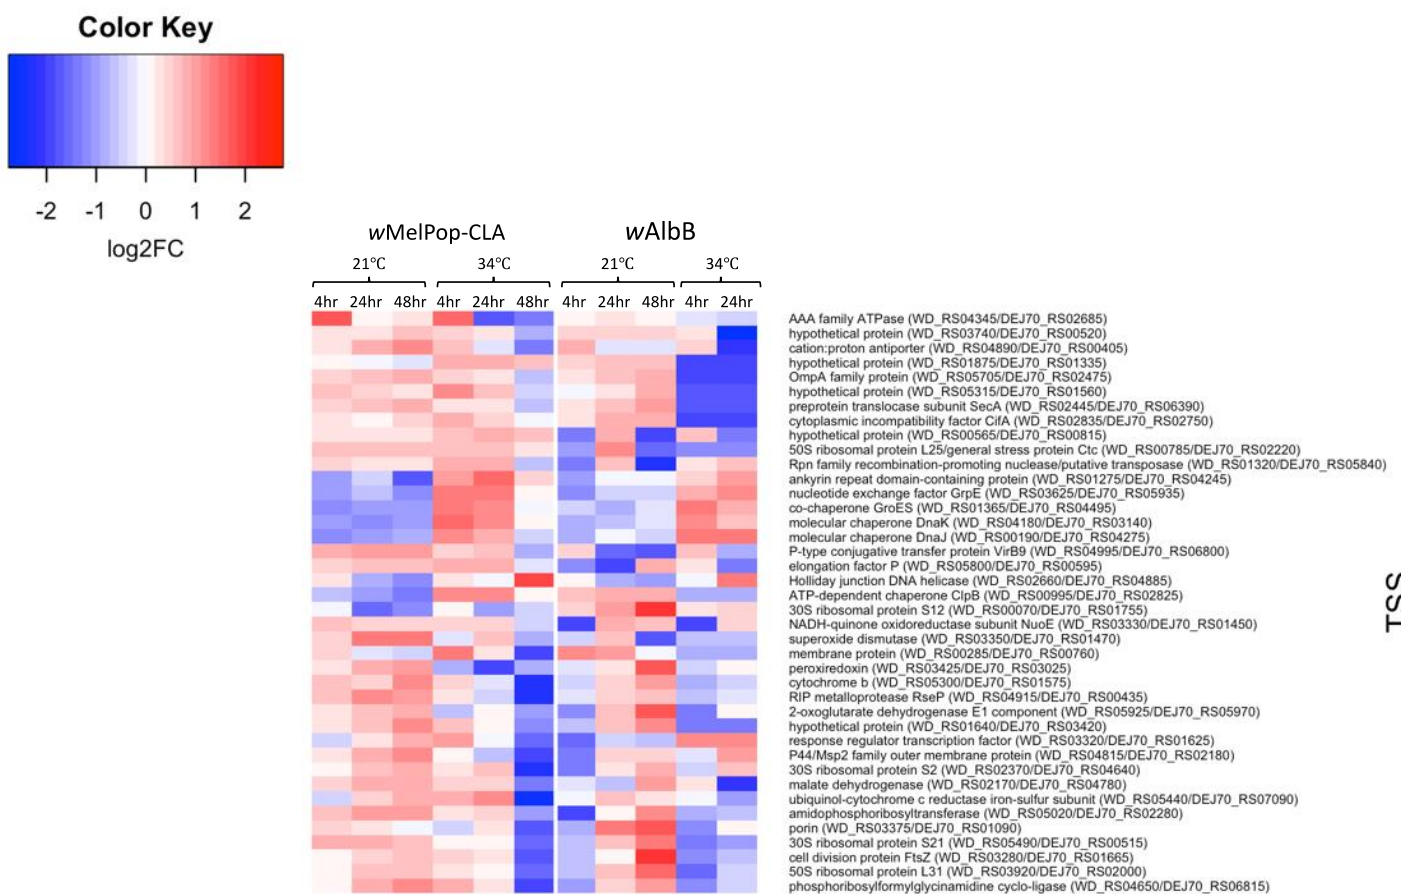 Color Key
-2 -1 0 1 2
log2FC
wMelPop-CLA wAlbB
21°C 34°C 21°C 34°C
4hr 24hr 48hr 4hr 24hr 48hr 4hr 24hr 48hr 4hr 24hr
AAA family ATPase (WD_RS04345/DEJ70_RS02685)
hypothetical protein (WD_RS03740/DEJ70_RS00520)
cation:proton antiporter (WD_RS04890/DEJ70_RS00405)
hypothetical protein (WD_RS01875/DEJ70_RS01335)
OmpA family protein (WD_RS05705/DEJ70_RS02475)
hypothetical protein (WD_RS05315/DEJ70_RS01560)
preprotein translocase subunit SecA (WD_RS02445/DEJ70_RS06390)
cytoplasmic incompatibility factor CifA (WD_RS02835/DEJ70_RS02750)
hypothetical protein (WD_RS00565/DEJ70_RS00815)
50S ribosomal protein L25/general stress protein Ctc (WD_RS00785/DEJ70_RS02220)
Rpn family recombination-promoting nuclease/putative transposase (WD_RS01320/DEJ70_RS05840)
ankyrin repeat domain-containing protein (WD_RS01275/DEJ70_RS04245)
nucleotide exchange factor GrpE (WD_RS03625/DEJ70_RS05935)
co-chaperone GroES (WD_RS01365/DEJ70_RS04495)
molecular chaperone DnaK (WD_RS04180/DEJ70_RS03140)
molecular chaperone DnaJ (WD_RS00190/DEJ70_RS04275)
P-type conjugative transfer protein VirB9 (WD_RS04995/DEJ70_RS06800)
elongation factor P (WD_RS05800/DEJ70_RS00595)
Holliday junction DNA helicase (WD_RS02660/DEJ70_RS04885)
ATP-dependent chaperone ClpB (WD_RS00995/DEJ70_RS02825)
30S ribosomal protein S12 (WD_RS00070/DEJ70_RS01755)
NADH-quinone oxidoreductase subunit NuoE (WD_RS03330/DEJ70_RS01450)
superoxide dismutase (WD_RS03350/DEJ70_RS01470)
membrane protein (WD_RS00285/DEJ70_RS00760)
peroxiredoxin (WD_RS03425/DEJ70_RS03025)
cytochrome b (WD_RS05300/DEJ70_RS01575)
RIP metalloprotease RseP (WD_RS04915/DEJ70_RS00435)
2-oxoglutarate dehydrogenase E1 component (WD_RS05925/DEJ70_RS05970)
hypothetical protein (WD_RS01640/DEJ70_RS03420)
response regulator transcription factor (WD_RS03320/DEJ70_RS01625)
P44/Msp2 family outer membrane protein (WD_RS04815/DEJ70_RS02180)
30S ribosomal protein S2 (WD_RS02370/DEJ70_RS04640)
malate dehydrogenase (WD_RS02170/DEJ70_RS04780)
ubiquinol-cytochrome c reductase iron-sulfur subunit (WD_RS05440/DEJ70_RS07090)
amidophosphoribosyltransferase (WD_RS05020/DEJ70_RS02280)
porin (WD_RS03375/DEJ70_RS01090)
30S ribosomal protein S21 (WD_RS05490/DEJ70_RS00515)
cell division protein FtsZ (WD_RS03280/DEJ70_RS01665)
50S ribosomal protein L31 (WD_RS03920/DEJ70_RS02000)
phosphoribosylformylglycinamidine cyclo-ligase (WD_RS04650/DEJ70_RS06815)